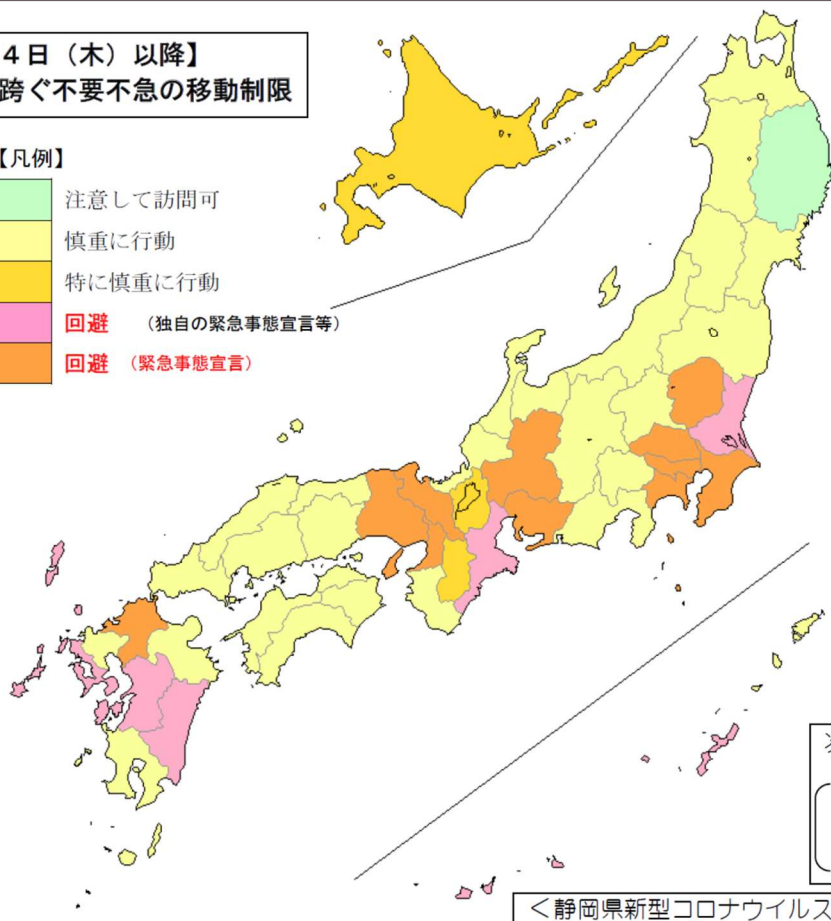 ４日（木）以降】
跨ぐ不要不急の移動制限
【凡例】
注意して訪問可
慎重に行動
特に慎重に行動
回避　（独自の緊急事態宣言等）
回避　（緊急事態宣言）
＜静岡県新型コロナウイルス